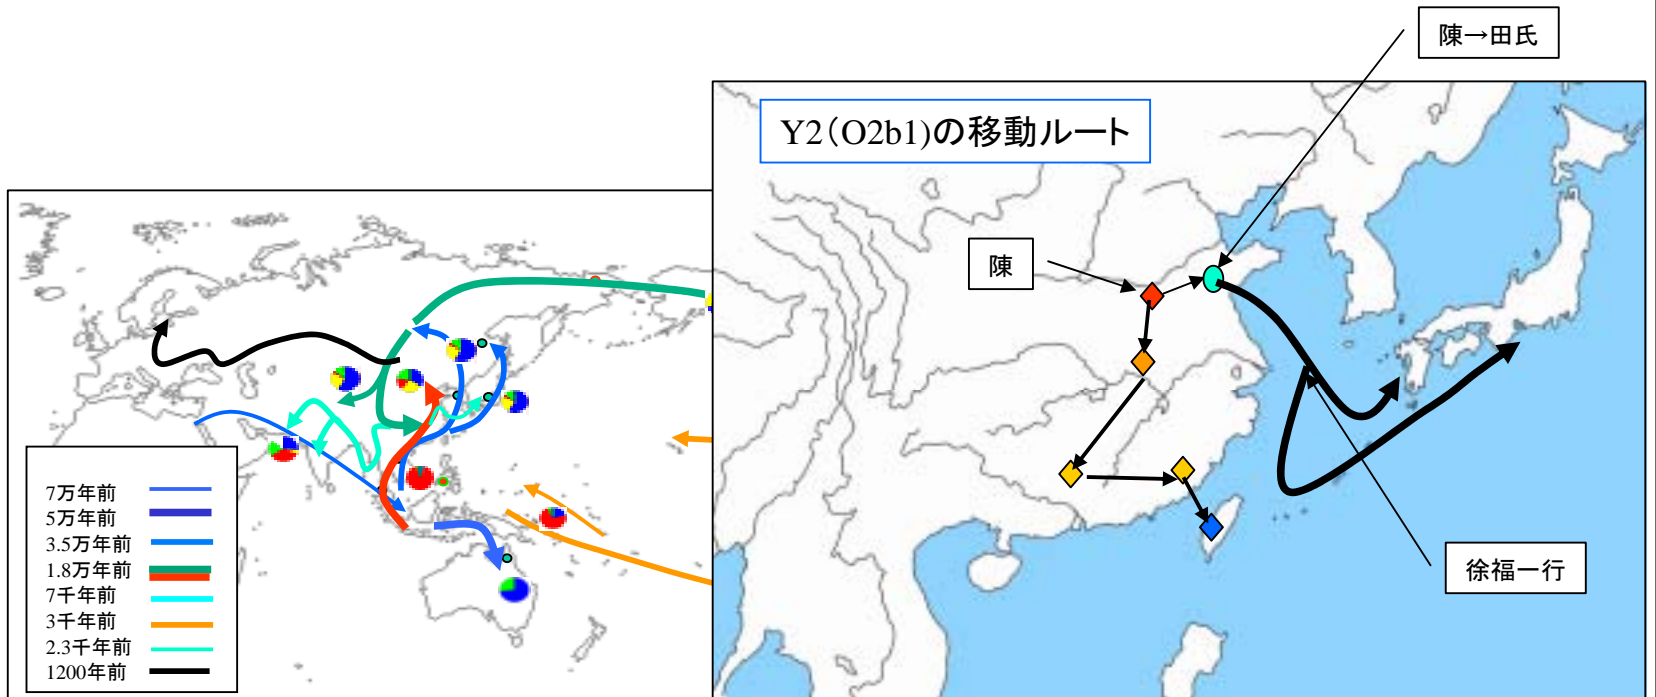 陳→田氏
Y2(O2b1)の移動ルート
陳
徐福一行
7万年前
5万年前
3.5万年前
1.8万年前
7千年前
3千年前
2.3千年前
1200年前